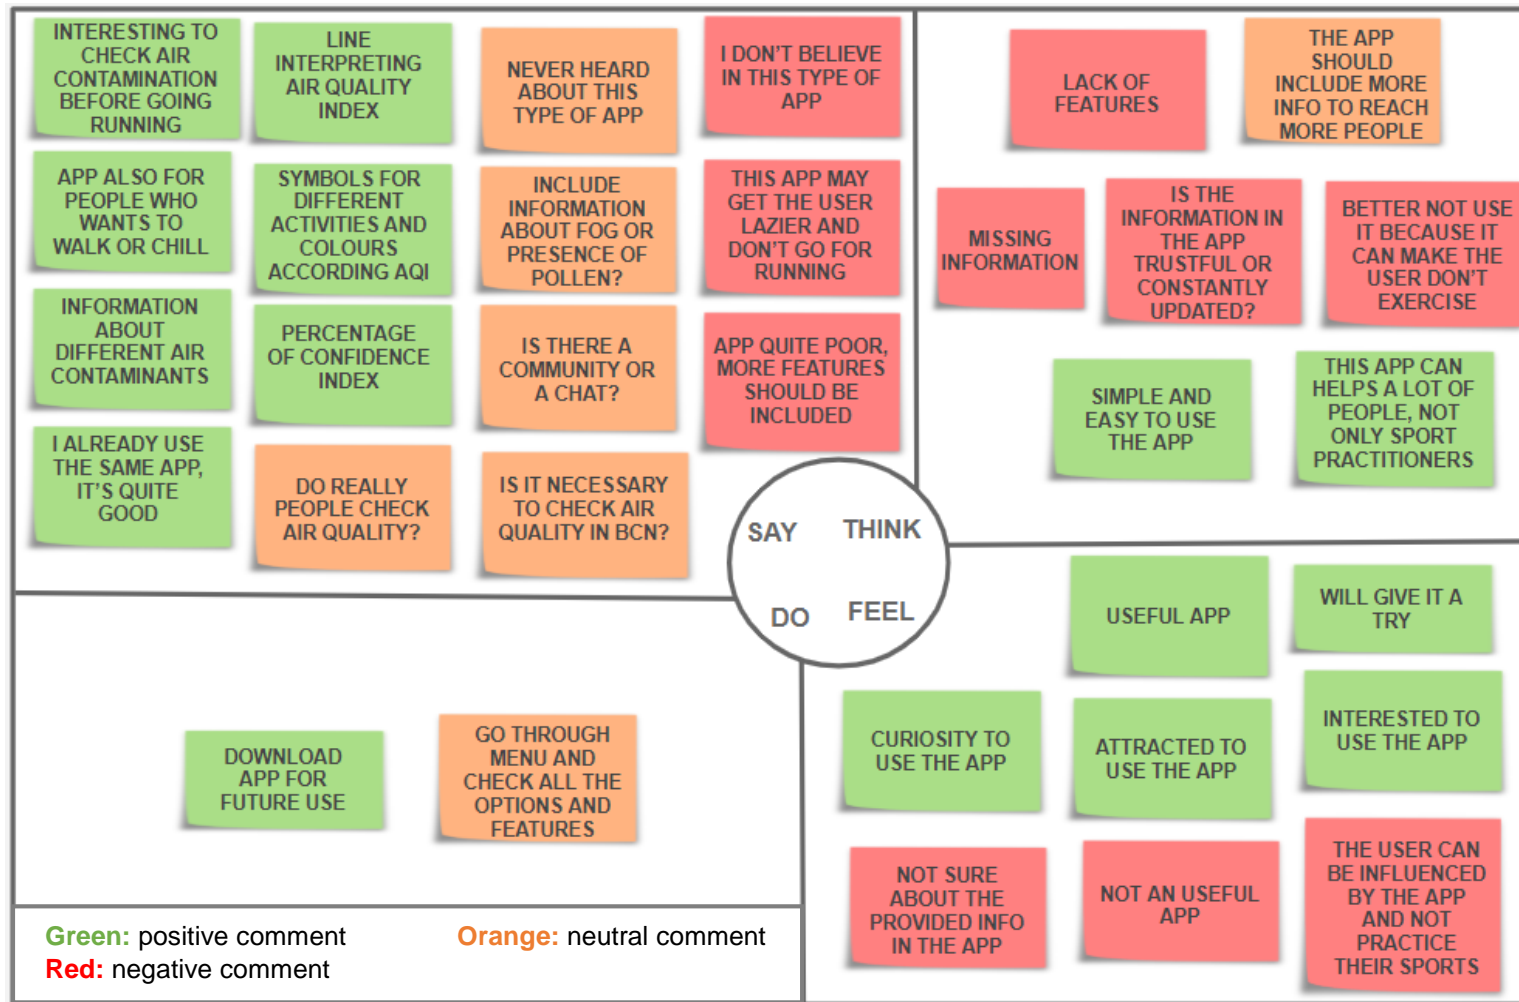 INTERESTING TO
CHECK AIR
CONTAMINATION
BEFORE GOING
RUNNING
LINE
INTERPRETING
AIR QUALITY
INDEX
NEVER HEARD
ABOUT THIS
TYPE OF APP
I DON'T BELIEVE
IN THIS TYPE OF
APP
APP ALSO FOR
PEOPLE WHO
WANTS TO
WALK OR CHILL
SYMBOLS FOR
DIFFERENT
ACTIVITIES AND
COLOURS
ACCORDING AQI
INCLUDE
INFORMATION
ABOUT FOG OR
PRESENCE OF
POLLEN?
THIS APP MAY
GET THE USER
LAZIER AND
DON'T GO FOR
RUNNING
INFORMATION
ABOUT
DIFFERENT AIR
CONTAMINANTS
PERCENTAGE
OF CONFIDENCE
INDEX
IS THERE A
COMMUNITY OR
A CHAT?
APP QUITE POOR,
MORE FEATURES
SHOULD BE
INCLUDED
I ALREADY USE
THE SAME APP,
IT'S QUITE
GOOD
DO REALLY
PEOPLE CHECK
AIR QUALITY?
IS IT NECESSARY
TO CHECK AIR
QUALITY IN BCN?
LACK OF
FEATURES
THE APP
SHOULD
INCLUDE MORE
INFO TO REACH
MORE PEOPLE
MISSING
INFORMATION
IS THE
INFORMATION IN
THE APP
TRUSTFUL OR
CONSTANTLY
UPDATED?
BETTER NOT USE
IT BECAUSE IT
CAN MAKE THE
USER DON'T
EXERCISE
SIMPLE AND
EASY TO USE
THE APP
THIS APP CAN
HELPS A LOT OF
PEOPLE, NOT
ONLY SPORT
PRACTITIONERS
SAY
THINK
DO
FEEL
DOWNLOAD
APP FOR
FUTURE USE
GO THROUGH
MENU AND
CHECK ALL THE
OPTIONS AND
FEATURES
USEFUL APP
WILL GIVE IT A
TRY
CURIOSITY TO
USE THE APP
ATTRACTED TO
USE THE APP
INTERESTED TO
USE THE APP
NOT SURE
ABOUT THE
PROVIDED INFO
IN THE APP
NOT AN USEFUL
APP
THE USER CAN
BE INFLUENCED
BY THE APP
AND NOT
PRACTICE
THEIR SPORTS
Green: positive comment
Orange: neutral comment
Red: negative comment